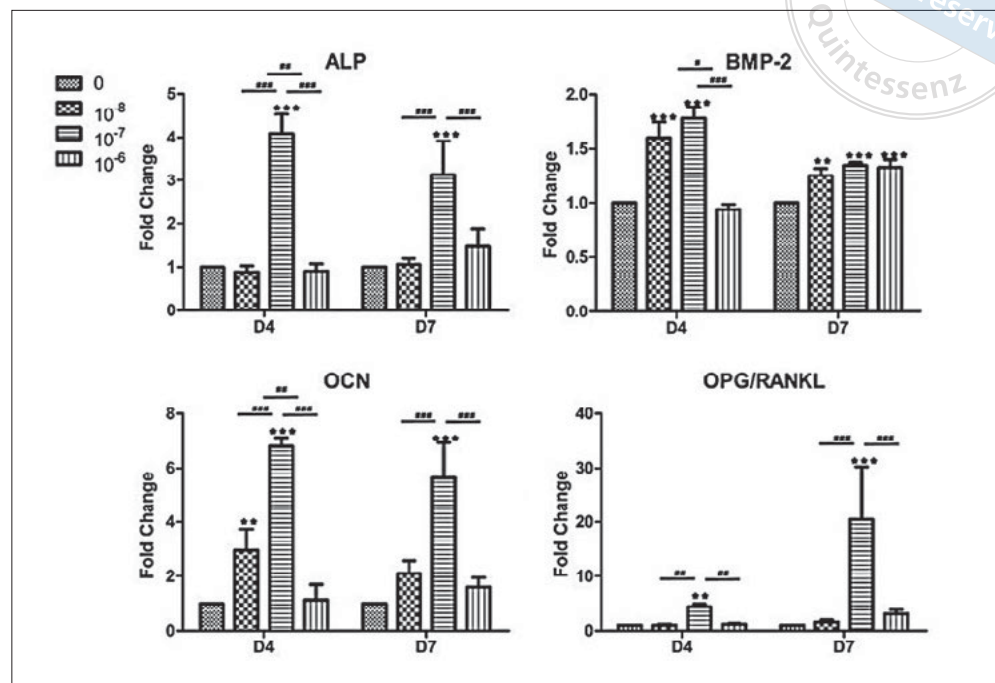 reserv
Quintessenz
0
10⁻⁸
10⁻⁷
10⁻⁶
ALP
##
### ###
***
### ###
***
Fold Change
5
4
3
2
1
0
D4 D7
BMP-2
#
###
*** ***
** *** ***
Fold Change
2.0
1.5
1.0
0.5
0.0
D4 D7
OCN
##
### ###
***
**
### ###
***
Fold Change
8
6
4
2
0
D4 D7
OPG/RANKL
## ##
**
### ###
***
Fold Change
40
30
20
10
0
D4 D7